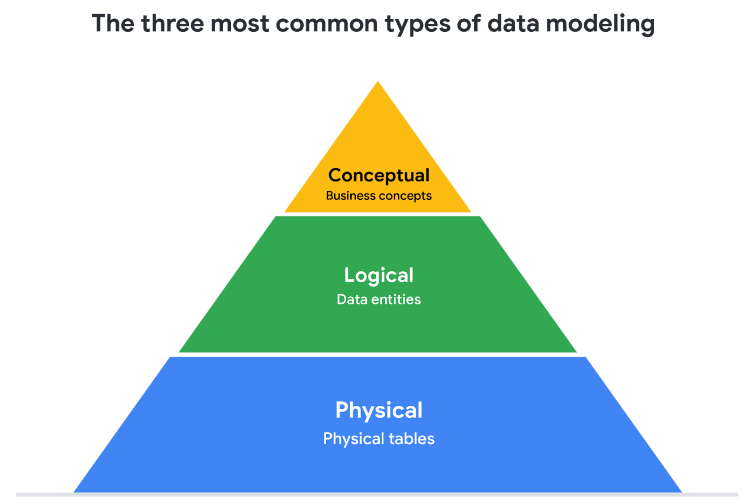 The three most common types of data modeling
Conceptual
Business concepts
Logical
Data entities
Physical
Physical tables